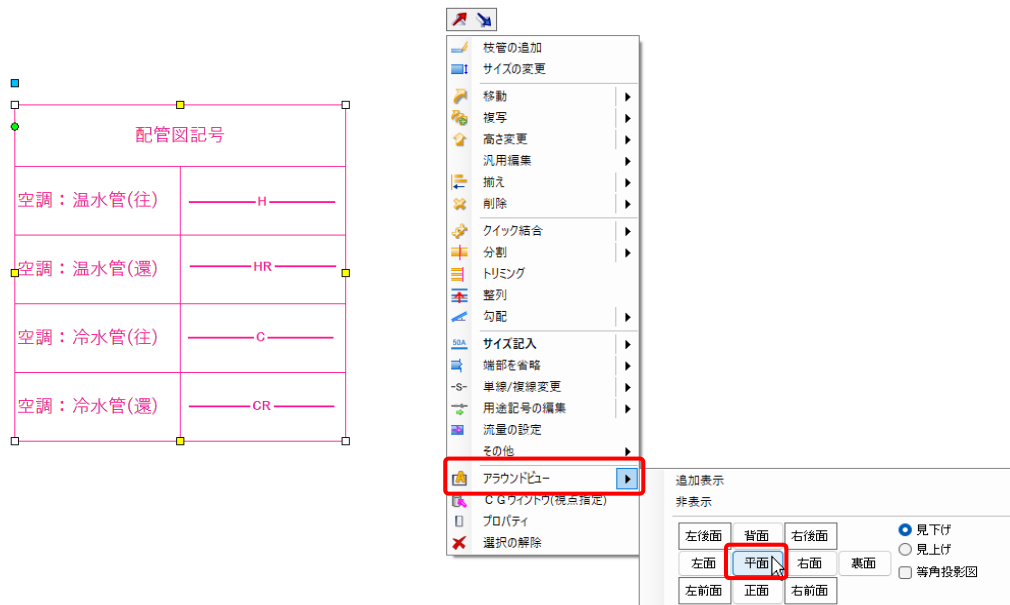 配管図記号
空調：温水管(往)
H
空調：温水管(還)
HR
空調：冷水管(往)
C
空調：冷水管(還)
CR
枝管の追加
サイズの変更
移動
複写
高さ変更
汎用編集
揃え
削除
クイック結合
分割
トリミング
整列
勾配
50A サイズ記入
端部を省略
-S- 単線/複線変更
用途記号の編集
流量の設定
その他
アラウンドビュー
ＣＧウィンドウ(視点指定)
プロパティ
選択の解除
追加表示
非表示
左後面 背面 右後面
左面 平面 右面 裏面
左前面 正面 右前面
見下げ
見上げ
等角投影図